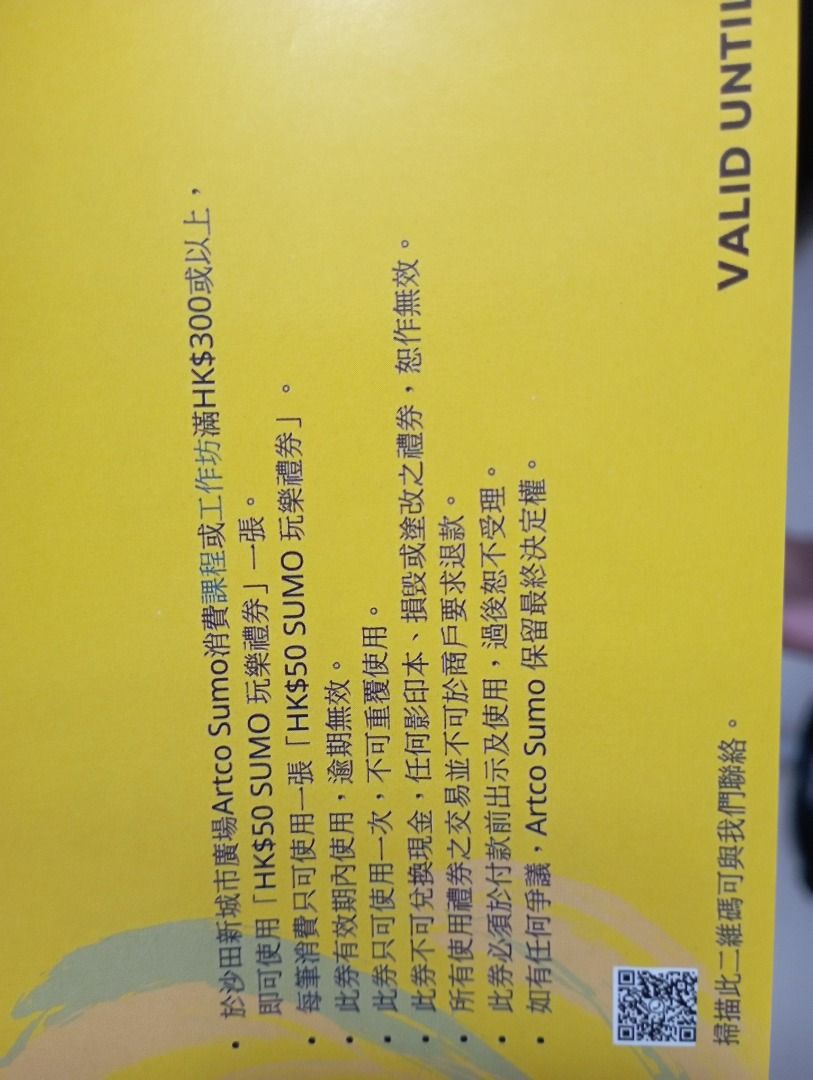 • 於沙田新城市廣場Artco Sumo消費課程或工作坊滿HK$300或以上，
即可使用「HK$50 SUMO 玩樂禮券」一張。
• 每筆消費只可使用一張「HK$50 SUMO 玩樂禮券」。
• 此券有效期內使用，逾期無效。
• 此券只可使用一次，不可重覆使用。
• 此券不可兌換現金，任何影印本、損毀或塗改之禮券，恕作無效。
• 所有使用禮券之交易並不可於商戶要求退款。
• 此券必須於付款前出示及使用，過後恕不受理。
• 如有任何爭議，Artco Sumo 保留最終決定權。
掃描此二維碼可與我們聯絡。
VALID UNTIL